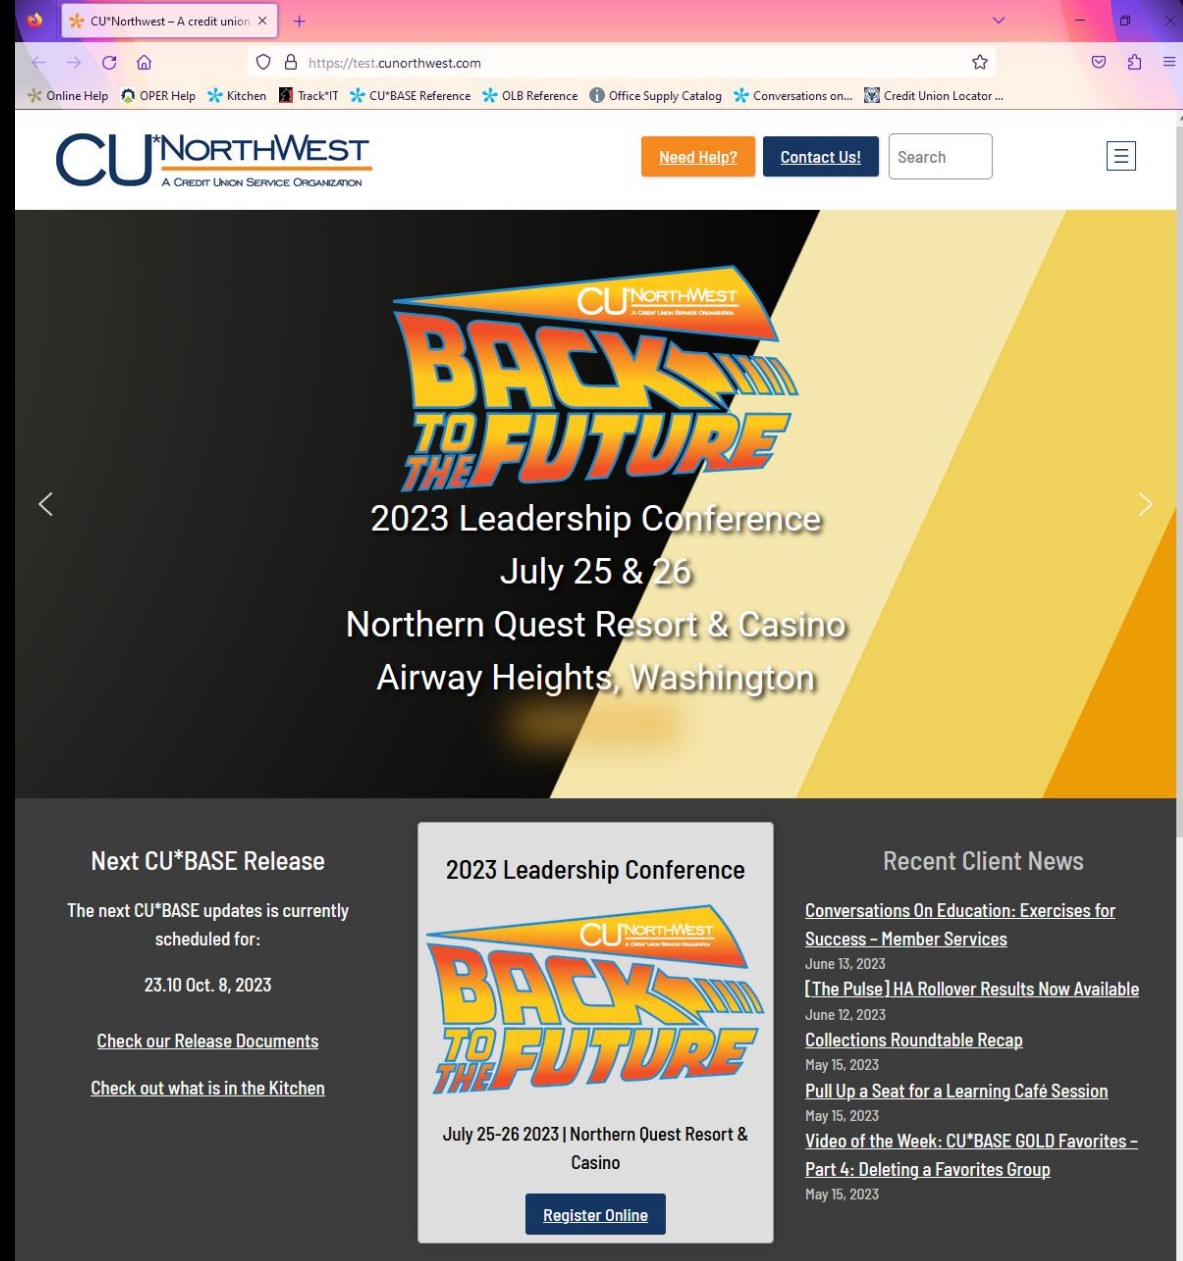 CU*Northwest – A credit union
https://test.cunorthwest.com
Online Help OPER Help Kitchen Track*IT CU*BASE Reference OLB Reference Office Supply Catalog Conversations on... Credit Union Locator ...
CU*NORTHWEST
A CREDIT UNION SERVICE ORGANIZATION
Need Help? Contact Us! Search
CU*NORTHWEST
A CREDIT UNION SERVICE ORGANIZATION
BACK
TO THE FUTURE
2023 Leadership Conference
July 25 & 26
Northern Quest Resort & Casino
Airway Heights, Washington
Next CU*BASE Release
The next CU*BASE updates is currently
scheduled for:
23.10 Oct. 8, 2023
Check our Release Documents
Check out what is in the Kitchen
2023 Leadership Conference
CU*NORTHWEST
A CREDIT UNION SERVICE ORGANIZATION
BACK
TO THE FUTURE
July 25-26 2023 | Northern Quest Resort &
Casino
Register Online
Recent Client News
Conversations On Education: Exercises for
Success – Member Services
June 13, 2023
[The Pulse] HA Rollover Results Now Available
June 12, 2023
Collections Roundtable Recap
May 15, 2023
Pull Up a Seat for a Learning Café Session
May 15, 2023
Video of the Week: CU*BASE GOLD Favorites –
Part 4: Deleting a Favorites Group
May 15, 2023